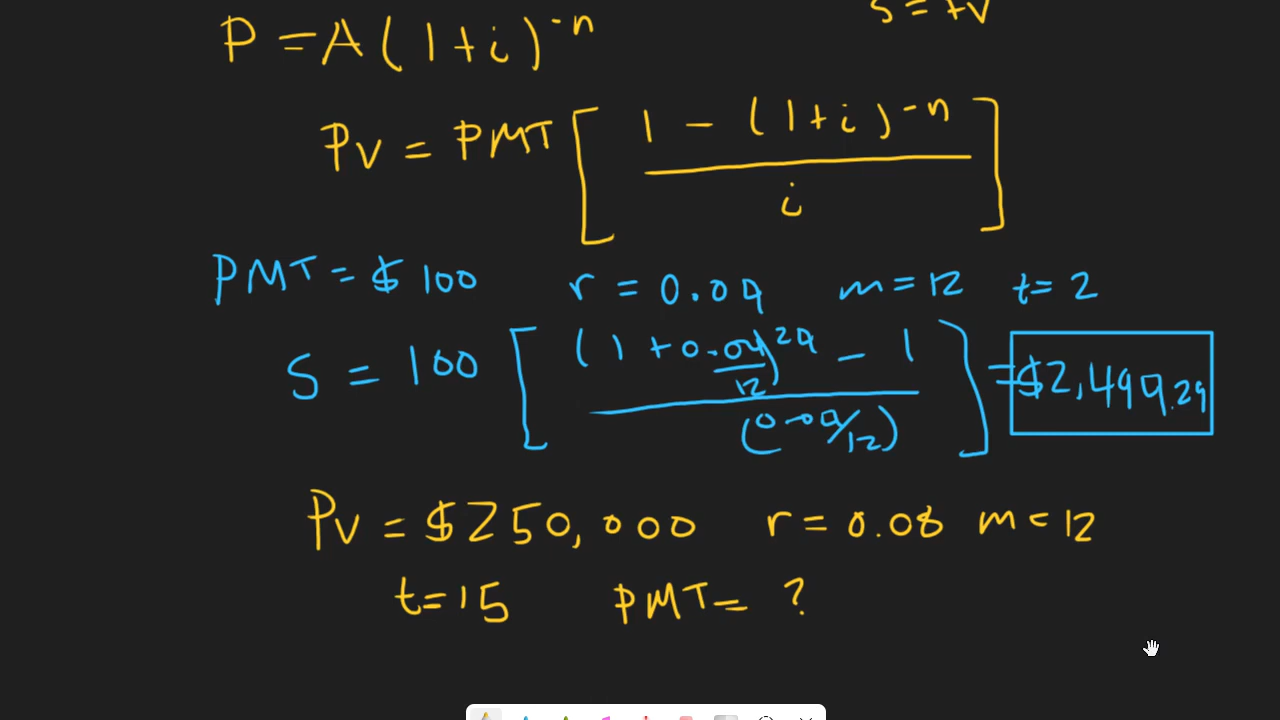 S = FV
P = A(1+i)^-n
PV = PMT [ 1 - (1+i)^-n / i ]
PMT = $100 r = 0.04 m = 12 t = 2
S = 100 [ (1 + 0.04/12)^24 - 1 / (0.04/12) ] = $2,494.29
PV = $250,000 r = 0.08 m = 12
t = 15 PMT = ?